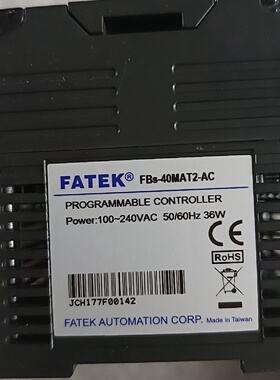 FATEK® FBs-40MAT2-AC
PROGRAMMABLE CONTROLLER
Power:100~240VAC 50/60Hz 36W
CE
RoHS
JCH177F00142
FATEK AUTOMATION CORP. Made in Taiwan